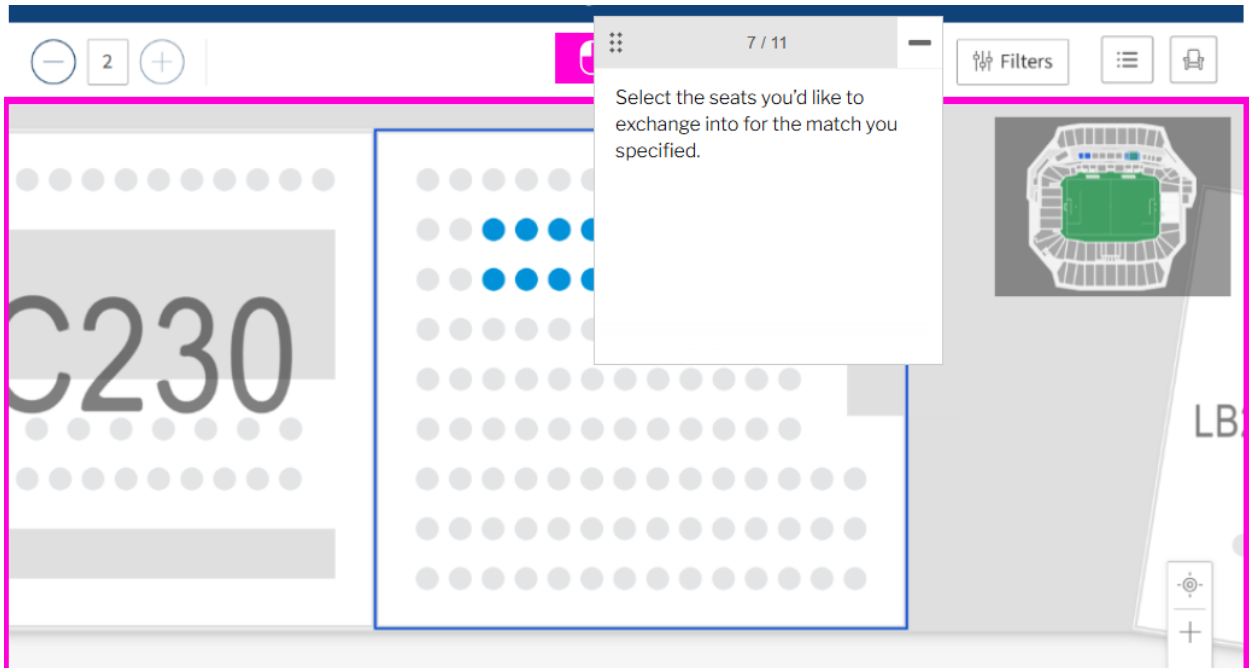 2
7 / 11
Filters
Select the seats you’d like to
exchange into for the match you
specified.
C230
LB